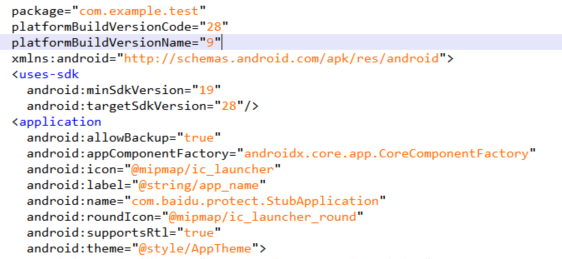 package="com.example.test"
platformBuildVersionCode="28"
platformBuildVersionName="9"
xmlns:android="http://schemas.android.com/apk/res/android">
<uses-sdk
android:minSdkVersion="19"
android:targetSdkVersion="28"/>
<application
android:allowBackup="true"
android:appComponentFactory="androidx.core.app.CoreComponentFactory"
android:icon="@mipmap/ic_launcher"
android:label="@string/app_name"
android:name="com.baidu.protect.StubApplication"
android:roundIcon="@mipmap/ic_launcher_round"
android:supportsRtl="true"
android:theme="@style/AppTheme">